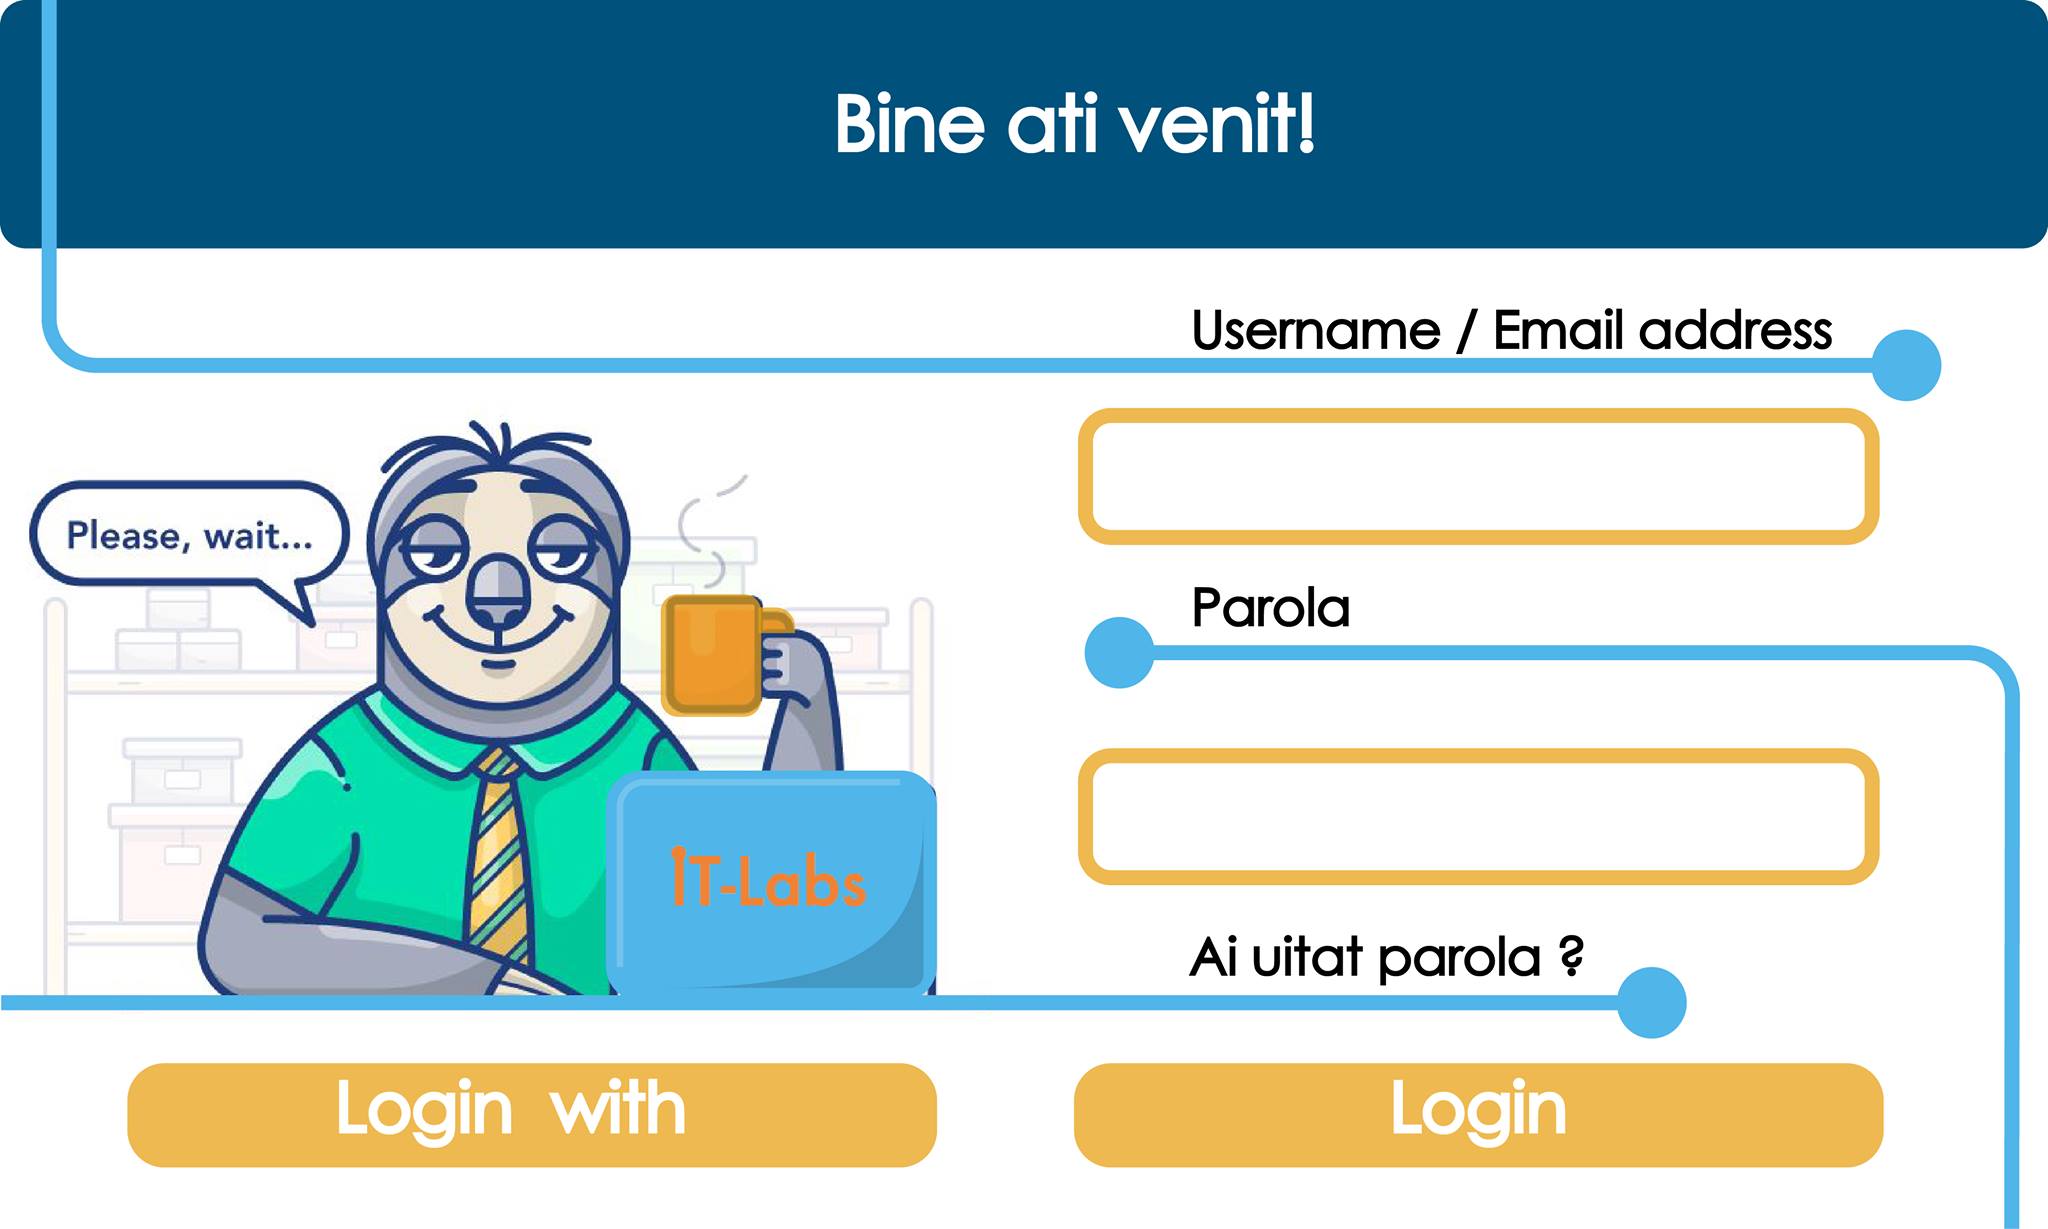 Bine ati venit!
Username / Email address
Please, wait...
Parola
iT-Labs
Ai uitat parola ?
Login with
Login